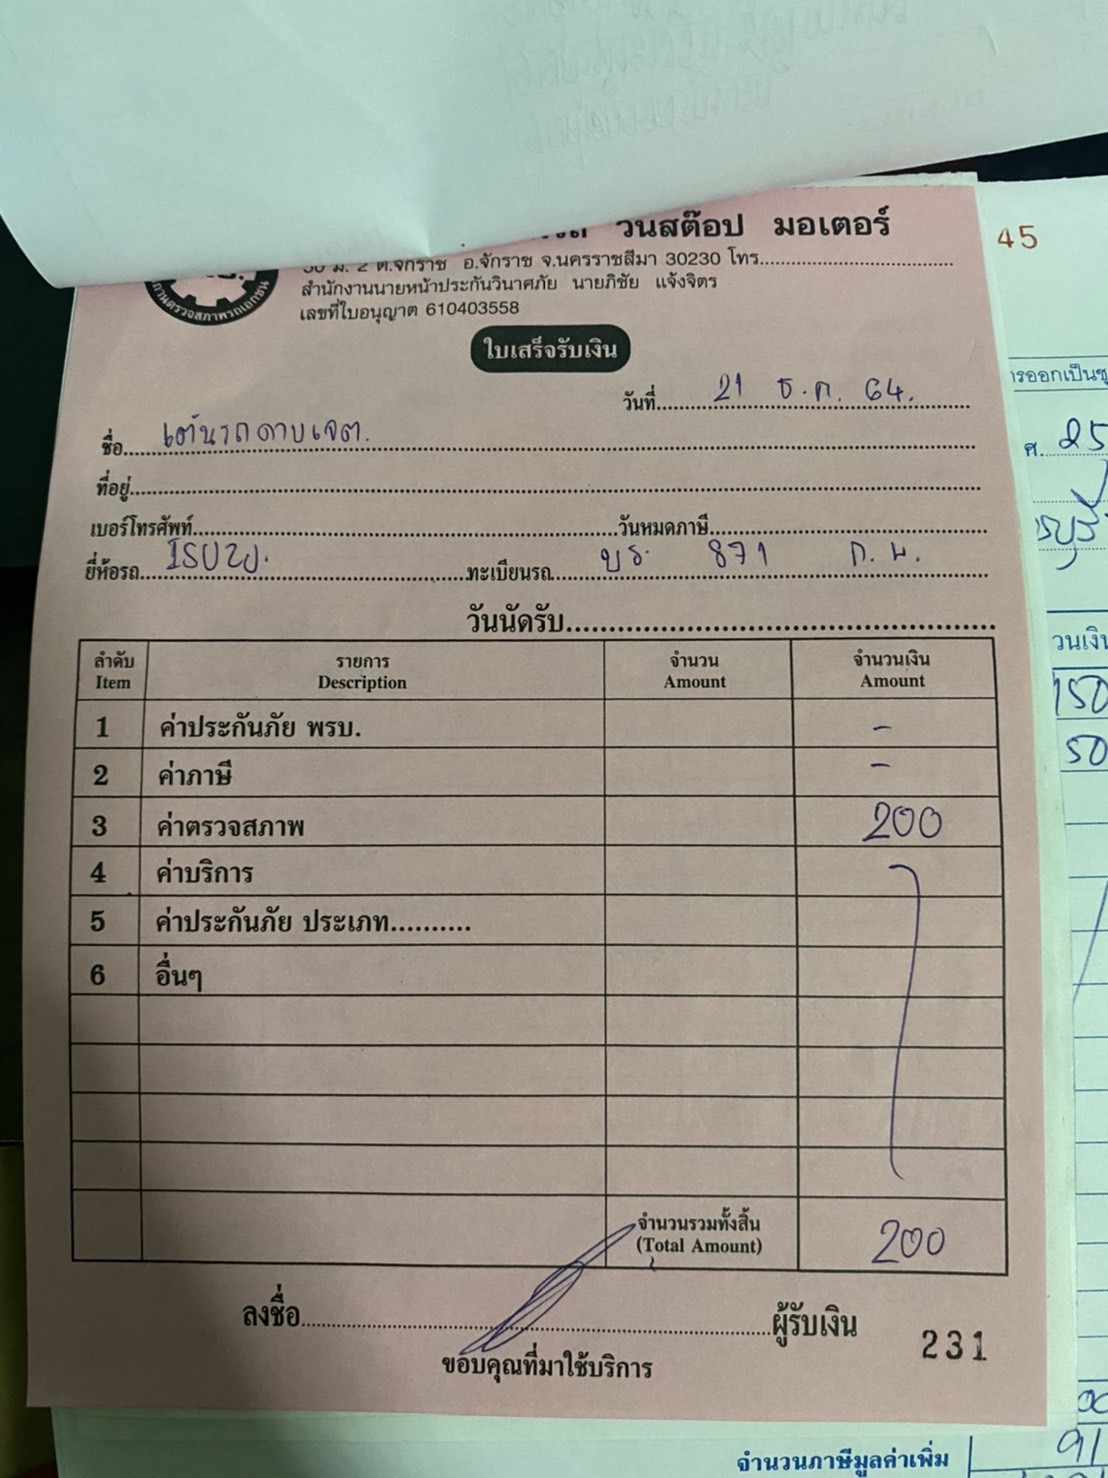 วันสต๊อป มอเตอร์
45
50 ม. 2 ต.จักราช อ.จักราช จ.นครราชสีมา 30230 โทร.
สำนักงานนายหน้าประกันวินาศภัย นายภิชัย แจ้งจิตร
เลขที่ใบอนุญาต 610403558
ใบเสร็จรับเงิน
วันที่ 21 ธ.ค. 64.
ชื่อ เต้นรถดาบเจต.
ที่อยู่
เบอร์โทรศัพท์ วันหมดภาษี
ยี่ห้อรถ ISUZU. ทะเบียนรถ บธ. 871 ก.พ.
วันนัดรับ
ลำดับ รายการ จำนวน จำนวนเงิน
Item Description Amount Amount
1 ค่าประกันภัย พรบ. -
2 ค่าภาษี -
3 ค่าตรวจสภาพ 200
4 ค่าบริการ
5 ค่าประกันภัย ประเภท..........
6 อื่นๆ
จำนวนรวมทั้งสิ้น
(Total Amount) 200
ลงชื่อ ผู้รับเงิน
ขอบคุณที่มาใช้บริการ
231
จำนวนภาษีมูลค่าเพิ่ม 91